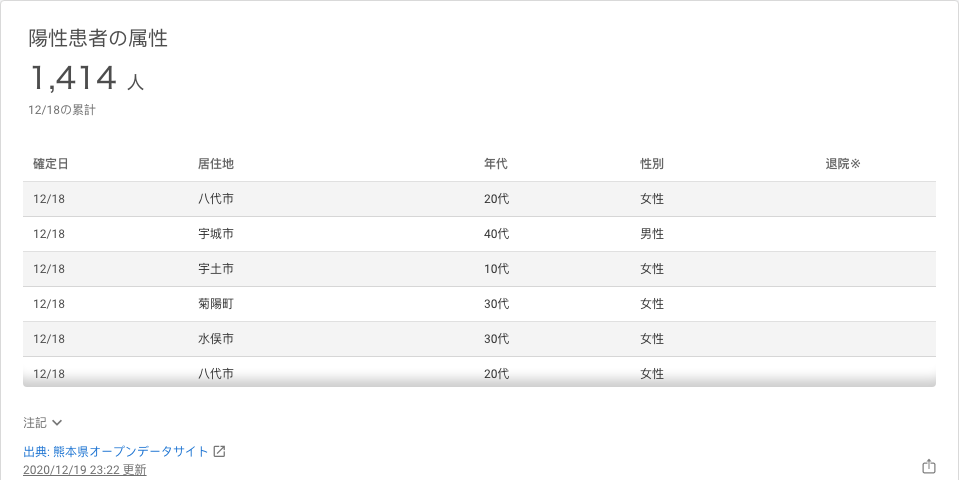 陽性患者の属性
1,414 人
12/18の累計
確定日 居住地 年代 性別 退院※
12/18 八代市 20代 女性
12/18 宇城市 40代 男性
12/18 宇土市 10代 女性
12/18 菊陽町 30代 女性
12/18 水俣市 30代 女性
12/18 八代市 20代 女性
注記
出典: 熊本県オープンデータサイト
2020/12/19 23:22 更新